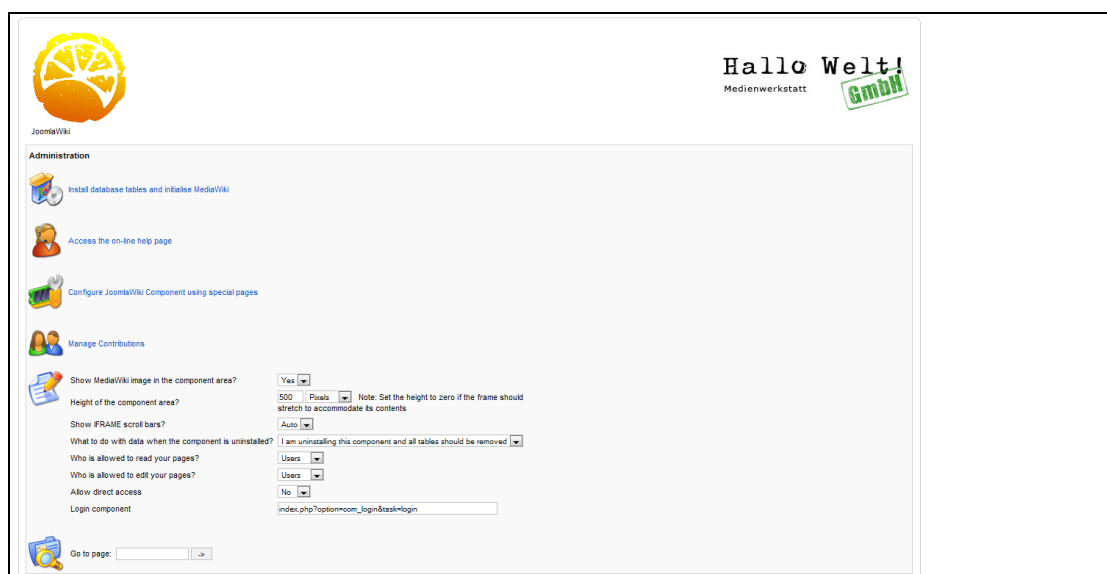 Hallo Welt!
Medienwerkstatt
GmbH
JoomlaWiki
Administration
Install database tables and initialise MediaWiki
Access the on-line help page
Configure JoomlaWiki Component using special pages
Manage Contributions
Show MediaWiki image in the component area? Yes
Height of the component area? 500 Pixels Note: Set the height to zero if the frame should
stretch to accommodate its contents
Show IFRAME scroll bars? Auto
What to do with data when the component is uninstalled? I am uninstalling this component and all tables should be removed
Who is allowed to read your pages? Users
Who is allowed to edit your pages? Users
Allow direct access No
Login component index.php?option=com_login&task=login
Go to page: ->